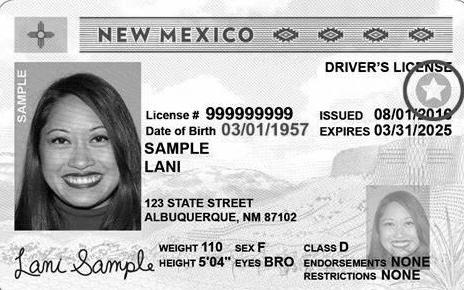 NEW MEXICO
DRIVER'S LICENSE
SAMPLE
License # 999999999 ISSUED 08/01/2016
Date of Birth 03/01/1957 EXPIRES 03/31/2025
SAMPLE
LANI
123 STATE STREET
ALBUQUERQUE, NM 87102
WEIGHT 110 SEX F CLASS D
HEIGHT 5'04" EYES BRO ENDORSEMENTS NONE
RESTRICTIONS NONE
Lani Sample